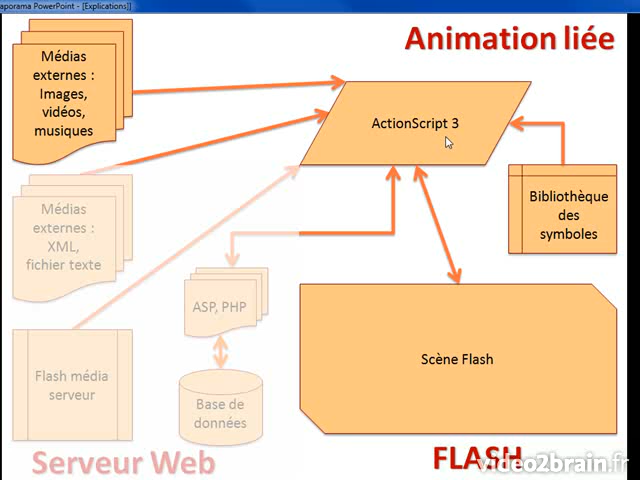 aporama PowerPoint - [Explications]]
Animation liée
Médias
externes :
Images,
vidéos,
musiques
ActionScript 3
Bibliothèque
des
symboles
Médias
externes :
XML,
fichier texte
ASP, PHP
Scène Flash
Flash média
serveur
Base de
données
Serveur Web
FLASH
video2brain.fr